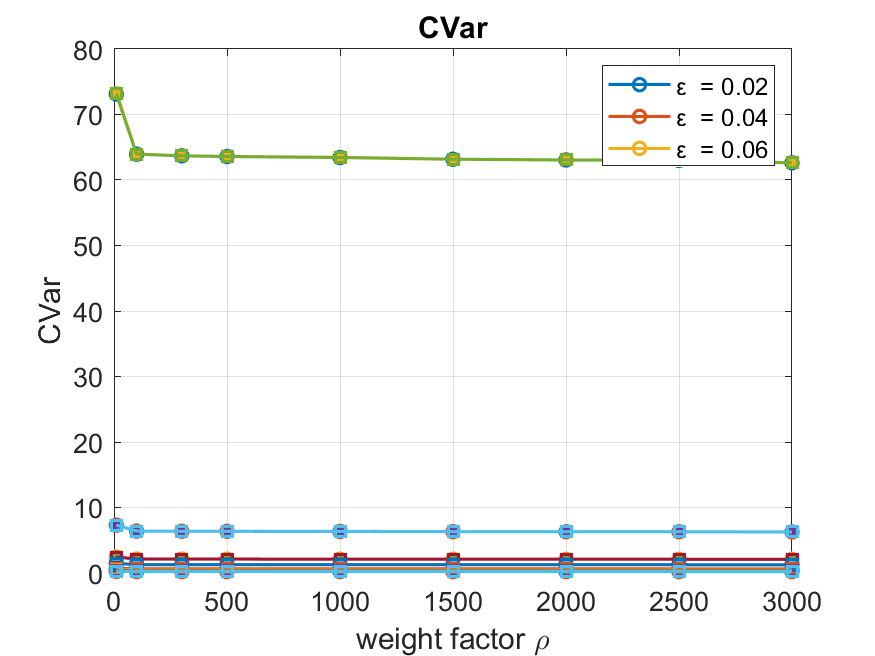 CVar
80
70
60
50
40
30
20
10
0
CVar
ε = 0.02
ε = 0.04
ε = 0.06
0 500 1000 1500 2000 2500 3000
weight factor ρ